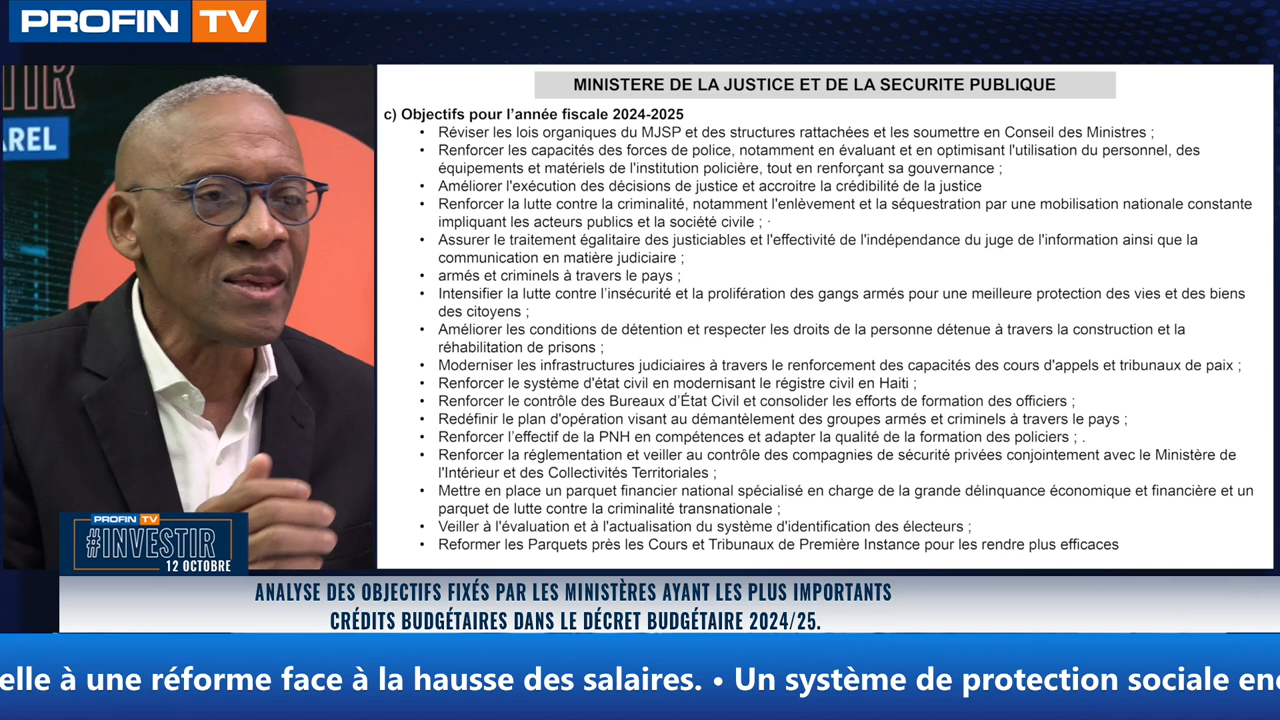 PROFIN TV
TIR
AREL
MINISTERE DE LA JUSTICE ET DE LA SECURITE PUBLIQUE
c) Objectifs pour l'année fiscale 2024-2025
• Réviser les lois organiques du MJSP et des structures rattachées et les soumettre en Conseil des Ministres ;
• Renforcer les capacités des forces de police, notamment en évaluant et en optimisant l'utilisation du personnel, des
équipements et matériels de l'institution policière, tout en renforçant sa gouvernance ;
• Améliorer l'exécution des décisions de justice et accroitre la crédibilité de la justice
• Renforcer la lutte contre la criminalité, notamment l'enlèvement et la séquestration par une mobilisation nationale constante
impliquant les acteurs publics et la société civile ; ·
• Assurer le traitement égalitaire des justiciables et l'effectivité de l'indépendance du juge de l'information ainsi que la
communication en matière judiciaire ;
• armés et criminels à travers le pays ;
• Intensifier la lutte contre l'insécurité et la prolifération des gangs armés pour une meilleure protection des vies et des biens
des citoyens ;
• Améliorer les conditions de détention et respecter les droits de la personne détenue à travers la construction et la
réhabilitation de prisons ;
• Moderniser les infrastructures judiciaires à travers le renforcement des capacités des cours d'appels et tribunaux de paix ;
• Renforcer le système d'état civil en modernisant le régistre civil en Haiti ;
• Renforcer le contrôle des Bureaux d'État Civil et consolider les efforts de formation des officiers ;
• Redéfinir le plan d'opération visant au démantèlement des groupes armés et criminels à travers le pays ;
• Renforcer l'effectif de la PNH en compétences et adapter la qualité de la formation des policiers ; .
• Renforcer la réglementation et veiller au contrôle des compagnies de sécurité privées conjointement avec le Ministère de
l'Intérieur et des Collectivités Territoriales ;
• Mettre en place un parquet financier national spécialisé en charge de la grande délinquance économique et financière et un
parquet de lutte contre la criminalité transnationale ;
• Veiller à l'évaluation et à l'actualisation du système d'identification des électeurs ;
• Reformer les Parquets près les Cours et Tribunaux de Première Instance pour les rendre plus efficaces
PROFIN TV
#INVESTIR
12 OCTOBRE
ANALYSE DES OBJECTIFS FIXÉS PAR LES MINISTÈRES AYANT LES PLUS IMPORTANTS
CRÉDITS BUDGÉTAIRES DANS LE DÉCRET BUDGÉTAIRE 2024/25.
elle à une réforme face à la hausse des salaires. • Un système de protection sociale enc